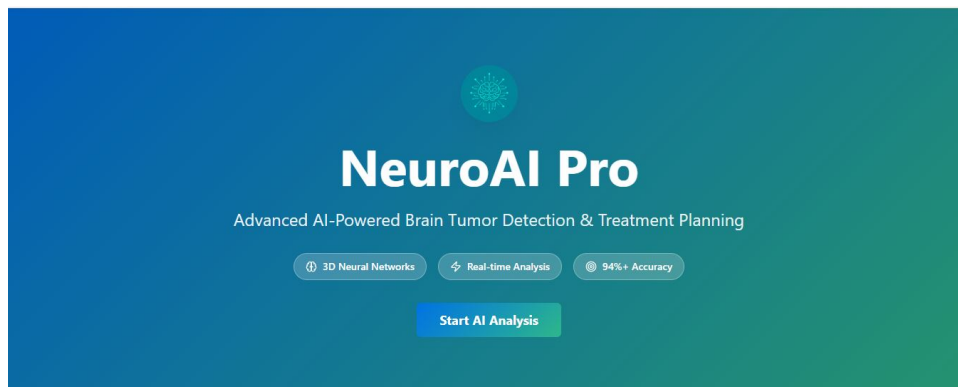 NeuroAI Pro
Advanced AI-Powered Brain Tumor Detection & Treatment Planning
3D Neural Networks Real-time Analysis 94%+ Accuracy
Start AI Analysis